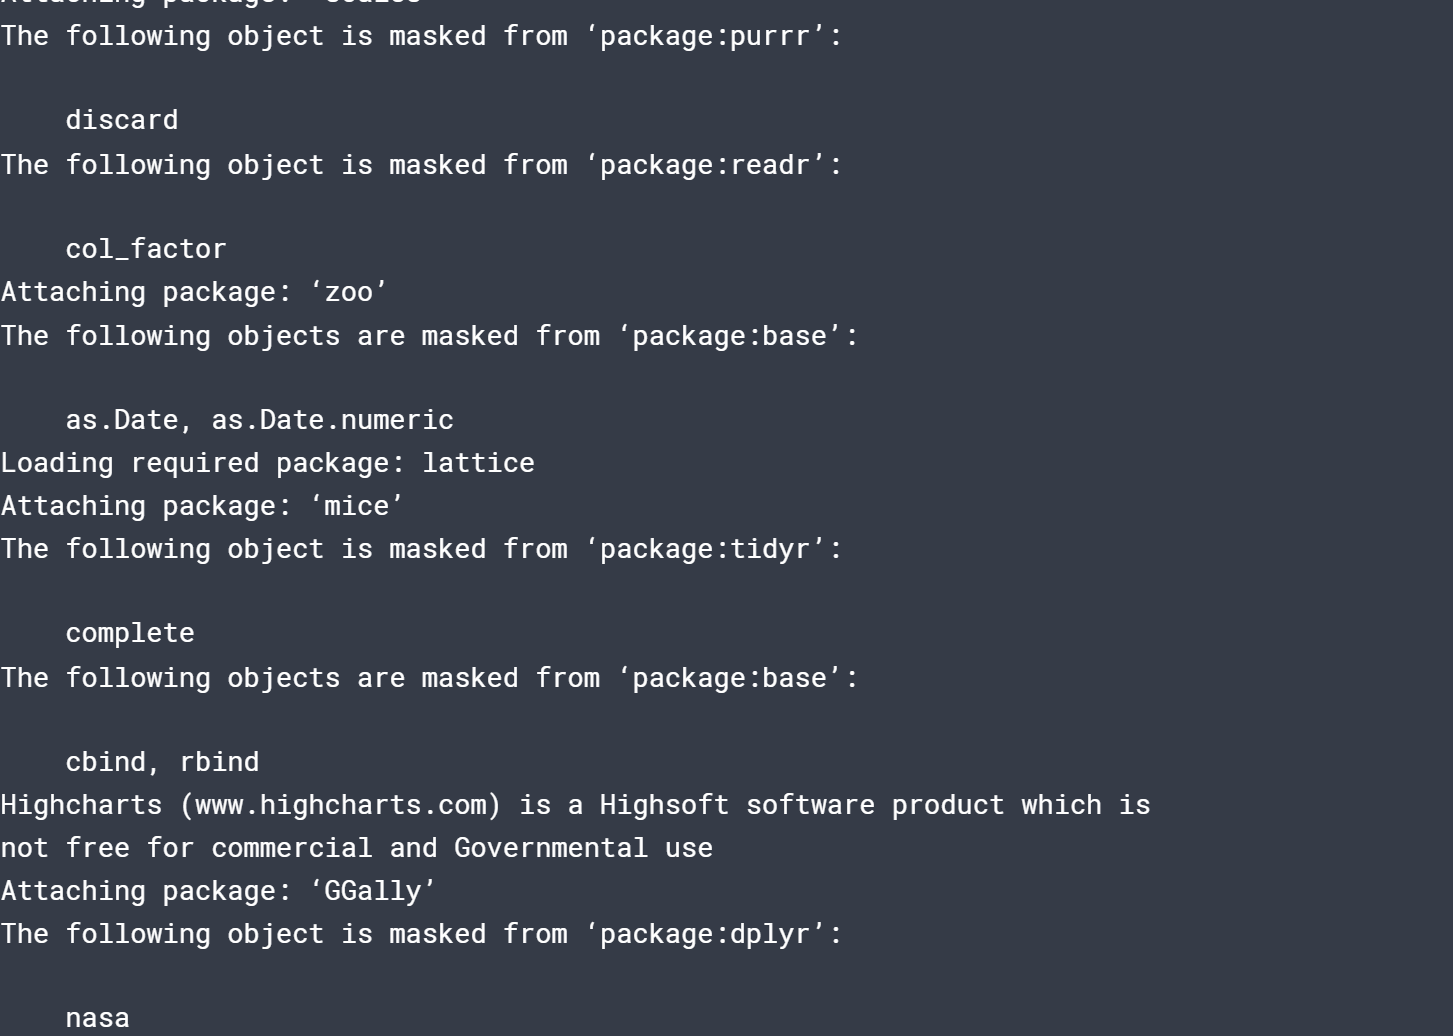 Attaching package: ‘scales’
The following object is masked from ‘package:purrr’:
discard
The following object is masked from ‘package:readr’:
col_factor
Attaching package: ‘zoo’
The following objects are masked from ‘package:base’:
as.Date, as.Date.numeric
Loading required package: lattice
Attaching package: ‘mice’
The following object is masked from ‘package:tidyr’:
complete
The following objects are masked from ‘package:base’:
cbind, rbind
Highcharts (www.highcharts.com) is a Highsoft software product which is
not free for commercial and Governmental use
Attaching package: ‘GGally’
The following object is masked from ‘package:dplyr’:
nasa